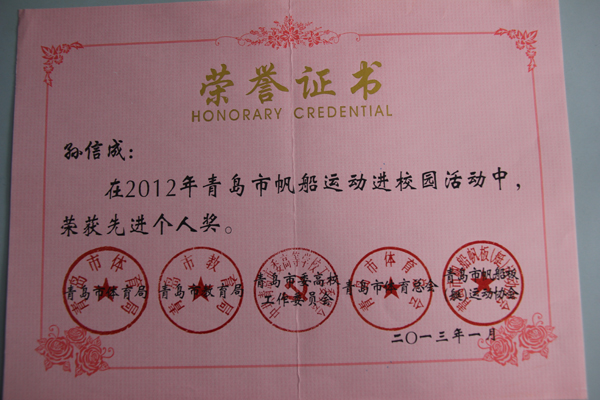 荣誉证书
HONORARY CREDENTIAL
孙信成：
在2012年青岛市帆船运动进校园活动中，
荣获先进个人奖。
青岛市体育局
青岛市教育局
青岛市委高校
工作委员会
青岛市体育总会
青岛市帆船板
运动协会
二〇一三年一月